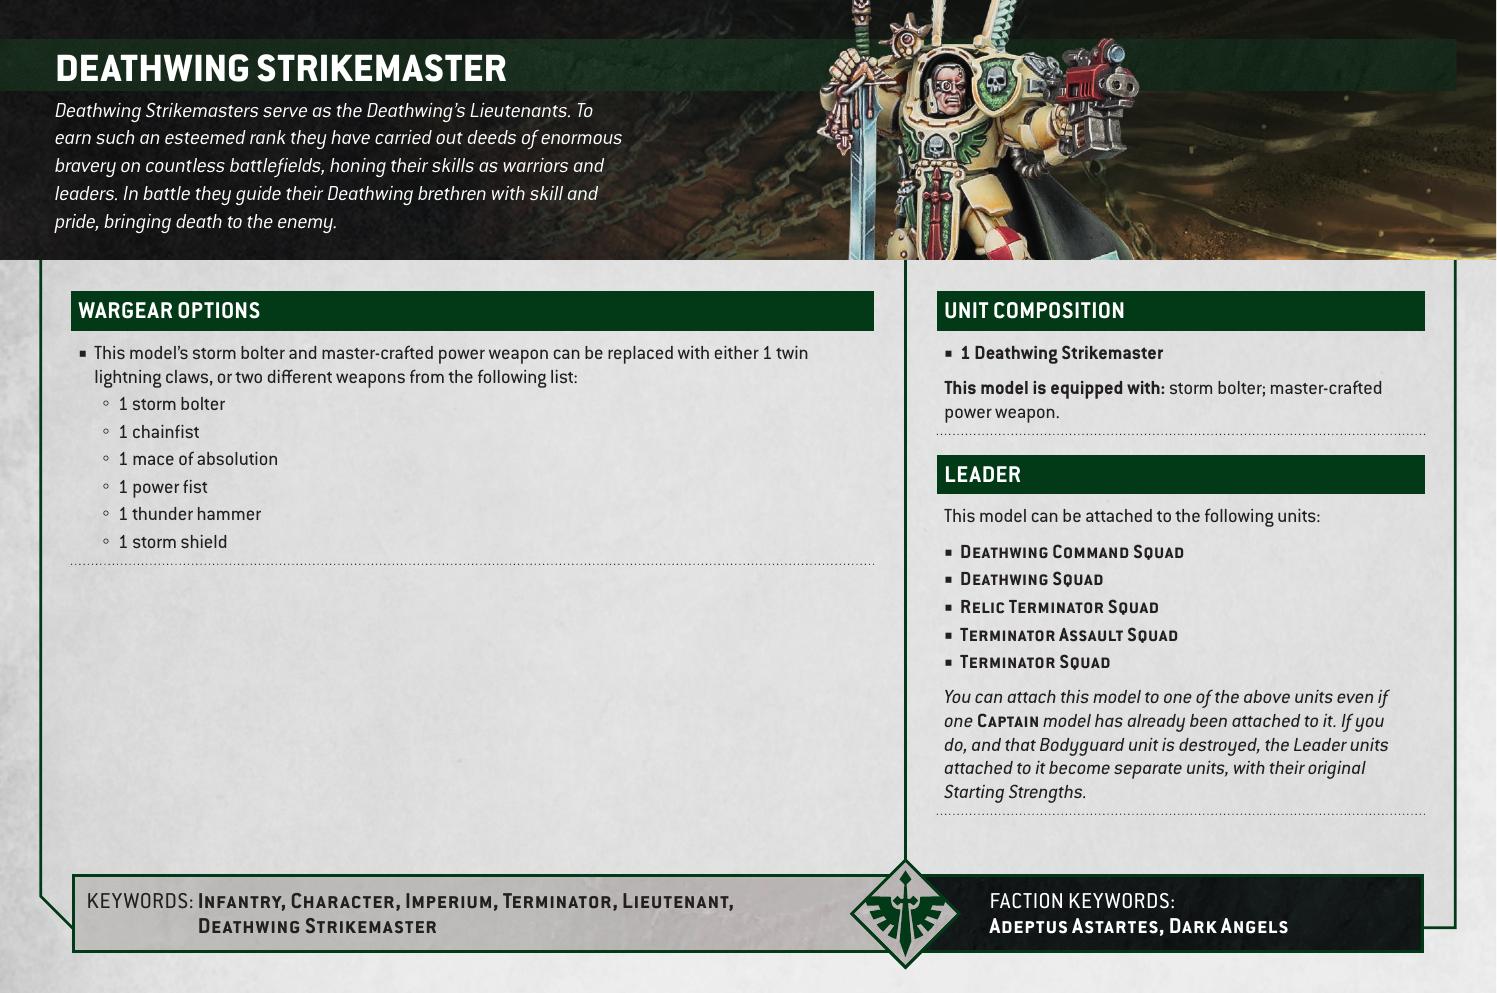 DEATHWING STRIKEMASTER
Deathwing Strikemasters serve as the Deathwing's Lieutenants. To
earn such an esteemed rank they have carried out deeds of enormous
bravery on countless battlefields, honing their skills as warriors and
leaders. In battle they guide their Deathwing brethren with skill and
pride, bringing death to the enemy.
WARGEAR OPTIONS
▪ This model's storm bolter and master-crafted power weapon can be replaced with either 1 twin
lightning claws, or two different weapons from the following list:
◦ 1 storm bolter
◦ 1 chainfist
◦ 1 mace of absolution
◦ 1 power fist
◦ 1 thunder hammer
◦ 1 storm shield
UNIT COMPOSITION
▪ 1 Deathwing Strikemaster
This model is equipped with: storm bolter; master-crafted
power weapon.
LEADER
This model can be attached to the following units:
▪ DEATHWING COMMAND SQUAD
▪ DEATHWING SQUAD
▪ RELIC TERMINATOR SQUAD
▪ TERMINATOR ASSAULT SQUAD
▪ TERMINATOR SQUAD
You can attach this model to one of the above units even if
one CAPTAIN model has already been attached to it. If you
do, and that Bodyguard unit is destroyed, the Leader units
attached to it become separate units, with their original
Starting Strengths.
KEYWORDS: INFANTRY, CHARACTER, IMPERIUM, TERMINATOR, LIEUTENANT,
DEATHWING STRIKEMASTER
FACTION KEYWORDS:
ADEPTUS ASTARTES, DARK ANGELS